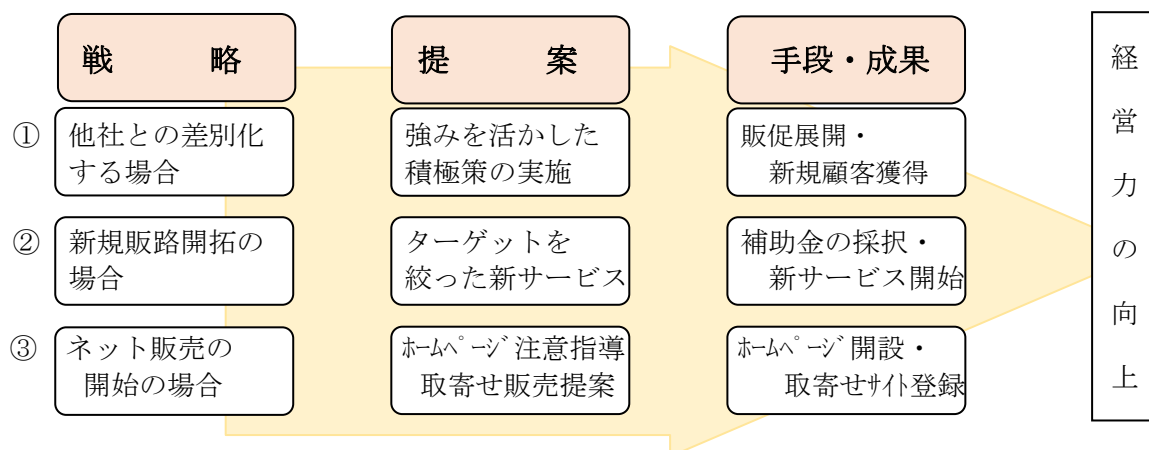 戦　　　略
提　　　案
手段・成果
① 他社との差別化
する場合
強みを活かした
積極策の実施
販促展開・
新規顧客獲得
② 新規販路開拓の
場合
ターゲットを
絞った新サービス
補助金の採択・
新サービス開始
③ ネット販売の
開始の場合
ﾎｰﾑﾍﾟｰｼﾞ注意指導
取寄せ販売提案
ﾎｰﾑﾍﾟｰｼﾞ開設・
取寄せｻｲﾄ登録
経営力の向上